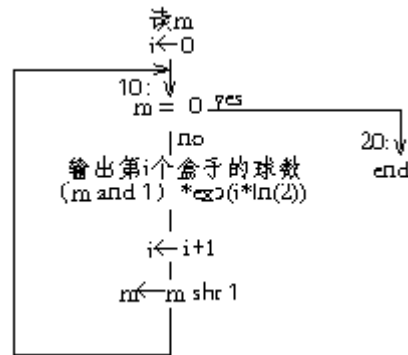 读m
i←0
10:
m = 0 yes
no
20:
end
输出第i个盒子的球数
(m and 1) *exp(i*ln(2))
i←i+1
m←m shr 1